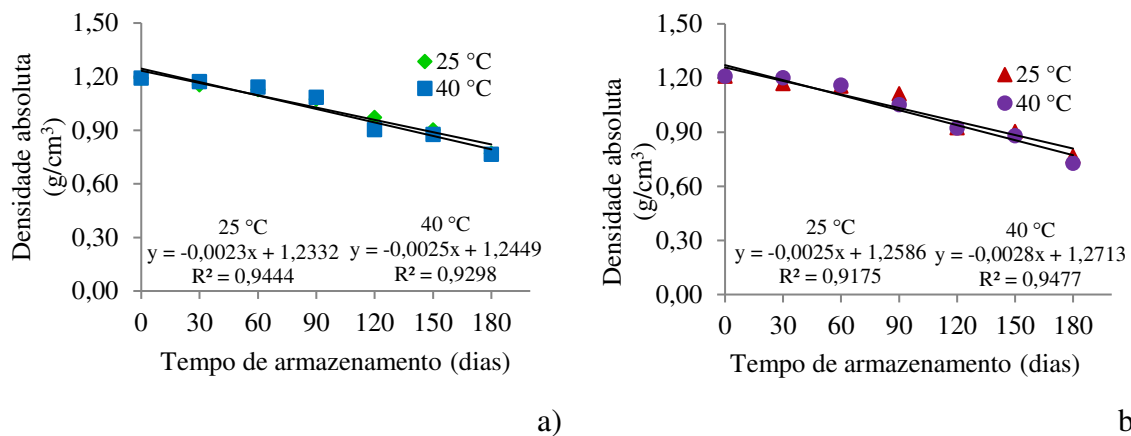 Densidade absoluta
(g/cm³)
1,50
1,20
0,90
0,60
0,30
0,00
25 °C
40 °C
25 °C
y = -0,0023x + 1,2332
R² = 0,9444
40 °C
y = -0,0025x + 1,2449
R² = 0,9298
0 30 60 90 120 150 180
Tempo de armazenamento (dias)
a)
Densidade absoluta
(g/cm³)
1,50
1,20
0,90
0,60
0,30
0,00
25 °C
40 °C
25 °C
y = -0,0025x + 1,2586
R² = 0,9175
40 °C
y = -0,0028x + 1,2713
R² = 0,9477
0 30 60 90 120 150 180
Tempo de armazenamento (dias)
b